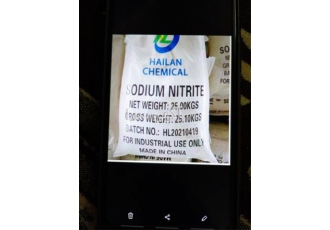 HAILAN
CHEMICAL
SODIUM NITRITE
NET WEIGHT: 25.00KGS
GROSS WEIGHT: 25.10KGS
BATCH NO.: HL20210419
FOR INDUSTRIAL USE ONLY
MADE IN CHINA
SO